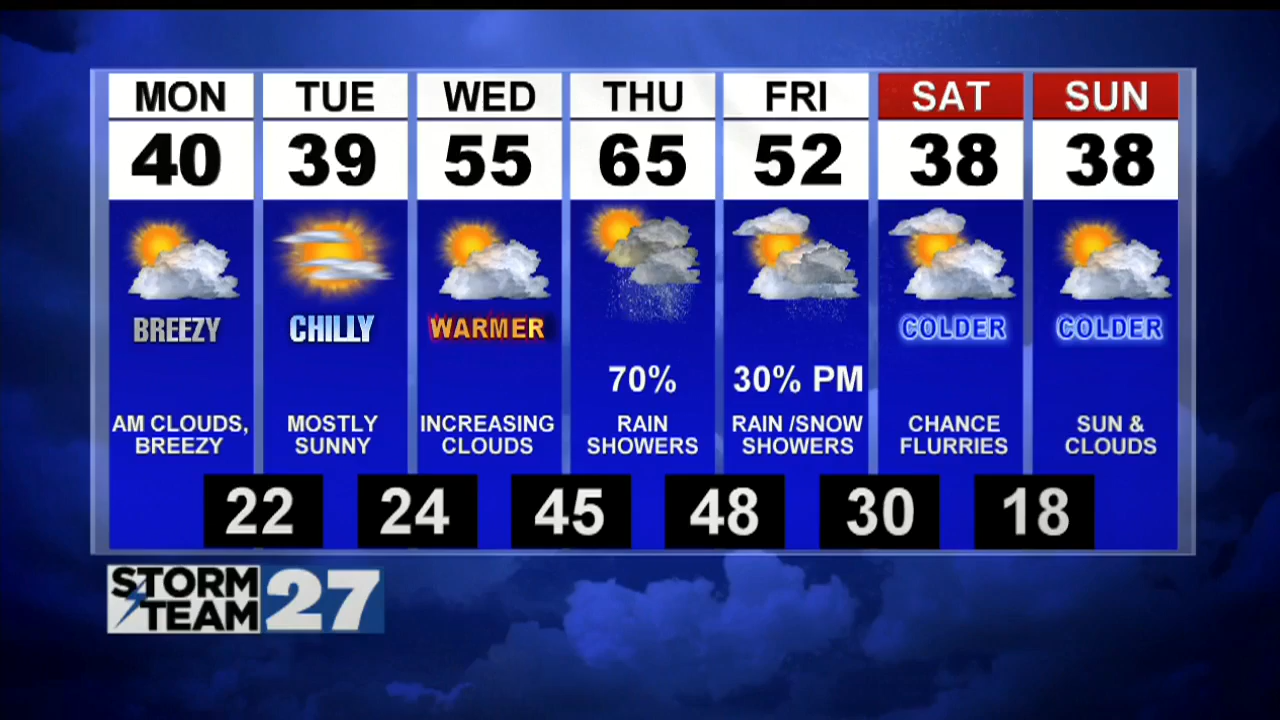 MON TUE WED THU FRI SAT SUN
40 39 55 65 52 38 38
BREEZY CHILLY WARMER COLDER COLDER
70% 30% PM
AM CLOUDS, MOSTLY INCREASING RAIN RAIN /SNOW CHANCE SUN &
BREEZY SUNNY CLOUDS SHOWERS SHOWERS FLURRIES CLOUDS
22 24 45 48 30 18
STORM
TEAM
27